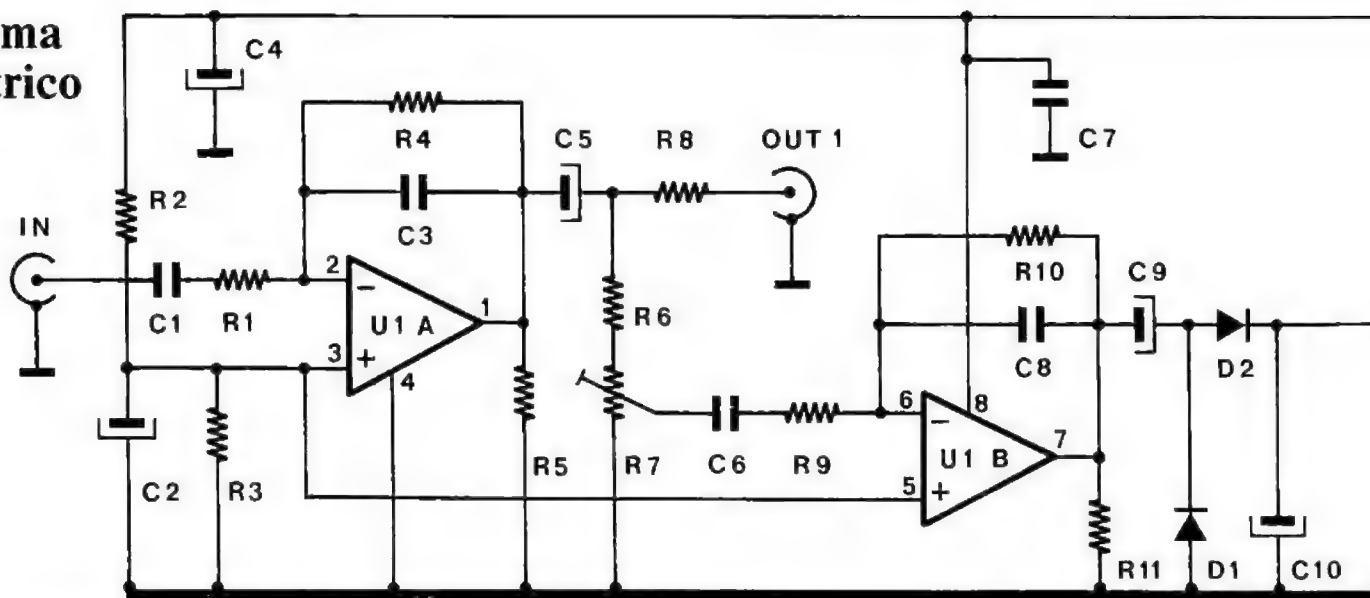 ma
trico
C4
R4
C5
R8
OUT 1
C7
R2
IN
C3
R10
C9
C1
R1
2
−
U1 A
1
R6
C8
D2
3
+
4
6
−
8
U1 B
7
C2
R3
R5
R7
C6
R9
5
+
R11
D1
C10